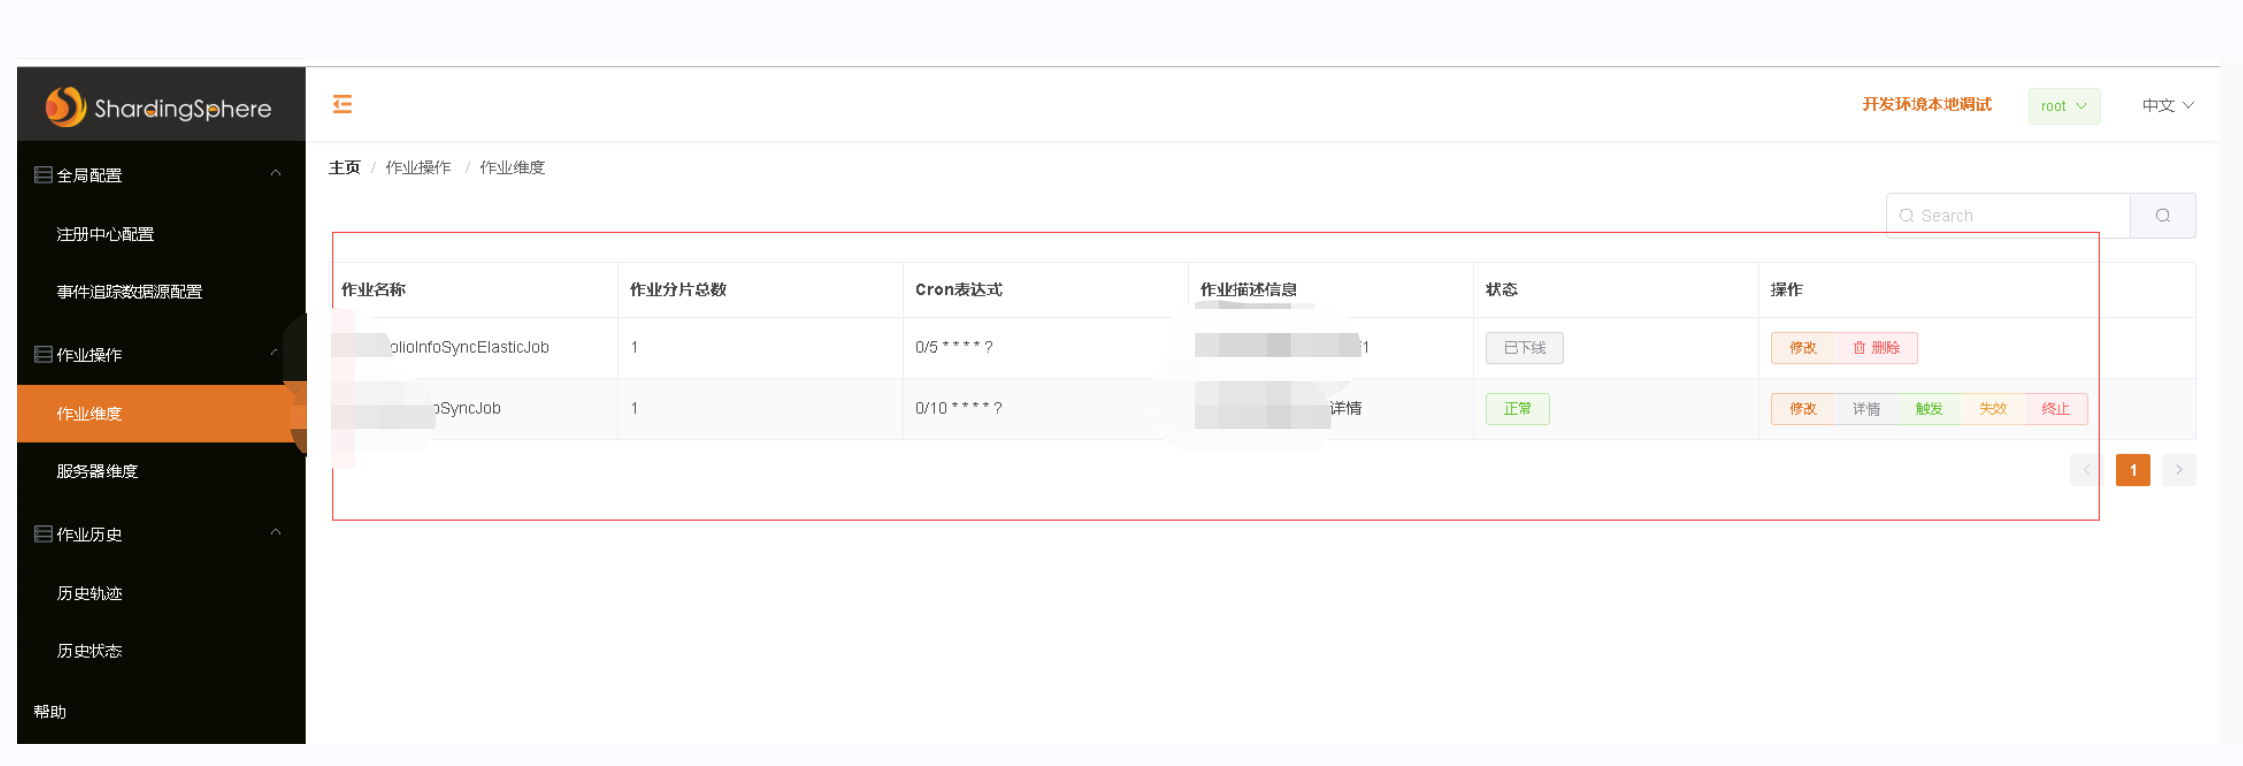 ShardingSphere
开发环境本地调试 root 中文
全局配置
注册中心配置
事件追踪数据源配置
作业操作
作业维度
服务器维度
作业历史
历史轨迹
历史状态
帮助
主页 / 作业操作 / 作业维度
Search
作业名称 作业分片总数 Cron表达式 作业描述信息 状态 操作
olioInfoSyncElasticJob 1 0/5 * * * * ? 1 已下线 修改 删除
oSyncJob 1 0/10 * * * * ? 详情 正常 修改 详情 触发 失效 终止
1